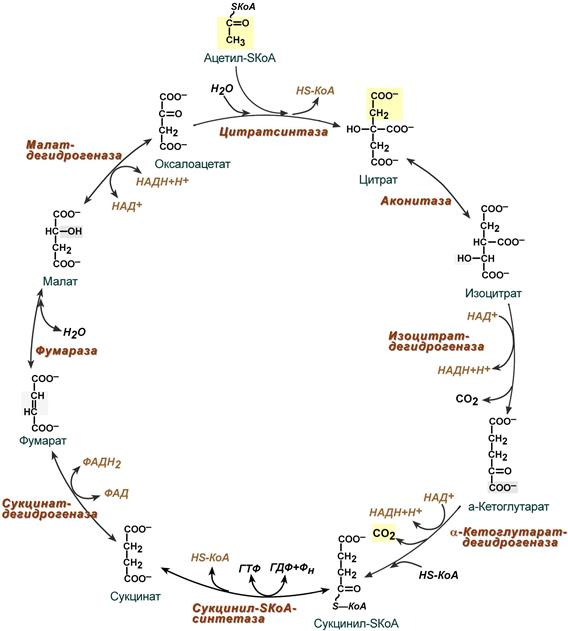 SKoA
C=O
CH₃
Ацетил-SKoA
H₂O
HS-KoA
Цитратсинтаза
COO⁻
C=O
CH₂
COO⁻
Оксалоацетат
COO⁻
CH₂
HO—C—COO⁻
CH₂
COO⁻
Цитрат
Аконитаза
COO⁻
CH₂
HC—COO⁻
HO—CH
COO⁻
Изоцитрат
НАД⁺
Изоцитрат-
дегидрогеназа
НАДН+Н⁺
CO₂
COO⁻
CH₂
CH₂
C=O
COO⁻
а-Кетоглутарат
НАД⁺
НАДН+Н⁺
CO₂
α-Кетоглутарат-
дегидрогеназа
HS-KoA
COO⁻
CH₂
CH₂
C=O
S—KoA
Сукцинил-SKoA
HS-KoA
ГТФ
ГДФ+Фн
Сукцинил-SKoA-
синтетаза
COO⁻
CH₂
CH₂
COO⁻
Сукцинат
ФАДН₂
ФАД
Сукцинат-
дегидрогеназа
COO⁻
CH
HC
COO⁻
Фумарат
H₂O
Фумараза
COO⁻
HC—OH
CH₂
COO⁻
Малат
Малат-
дегидрогеназа
НАДН+Н⁺
НАД⁺